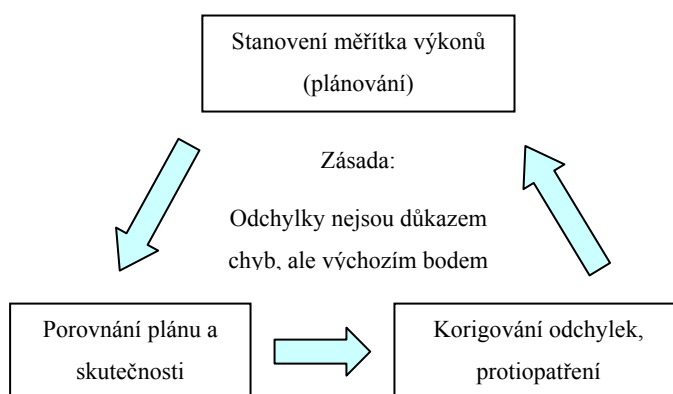 Stanovení měřítka výkonů
(plánování)
Zásada:
Odchylky nejsou důkazem
chyb, ale výchozím bodem
Porovnání plánu a
skutečnosti
Korigování odchylek,
protiopatření